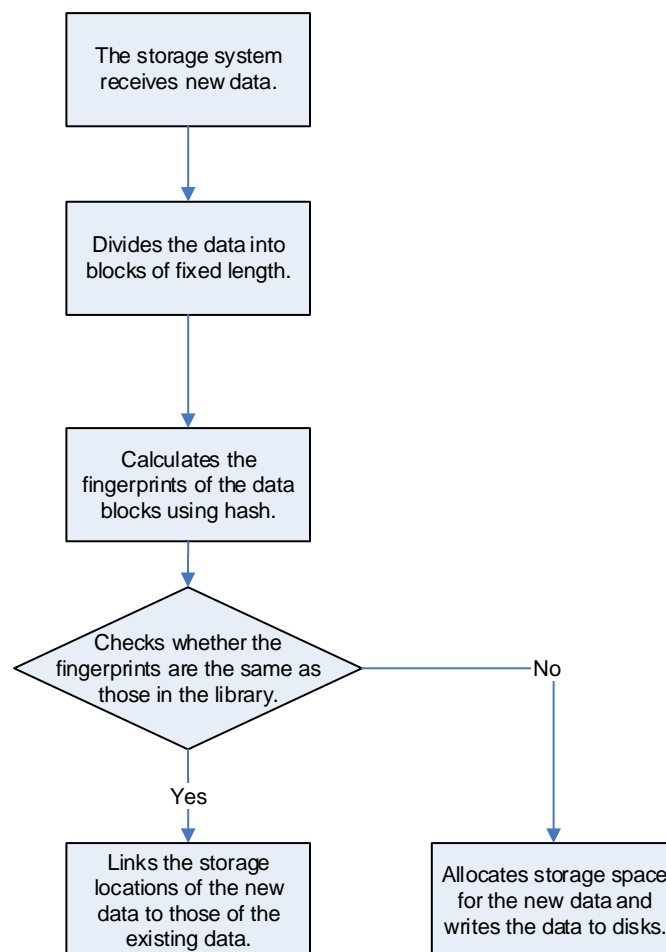 The storage system
receives new data.
Divides the data into
blocks of fixed length.
Calculates the
fingerprints of the data
blocks using hash.
Checks whether the
fingerprints are the same as
those in the library.
No
Yes
Links the storage
locations of the new
data to those of the
existing data.
Allocates storage space
for the new data and
writes the data to disks.